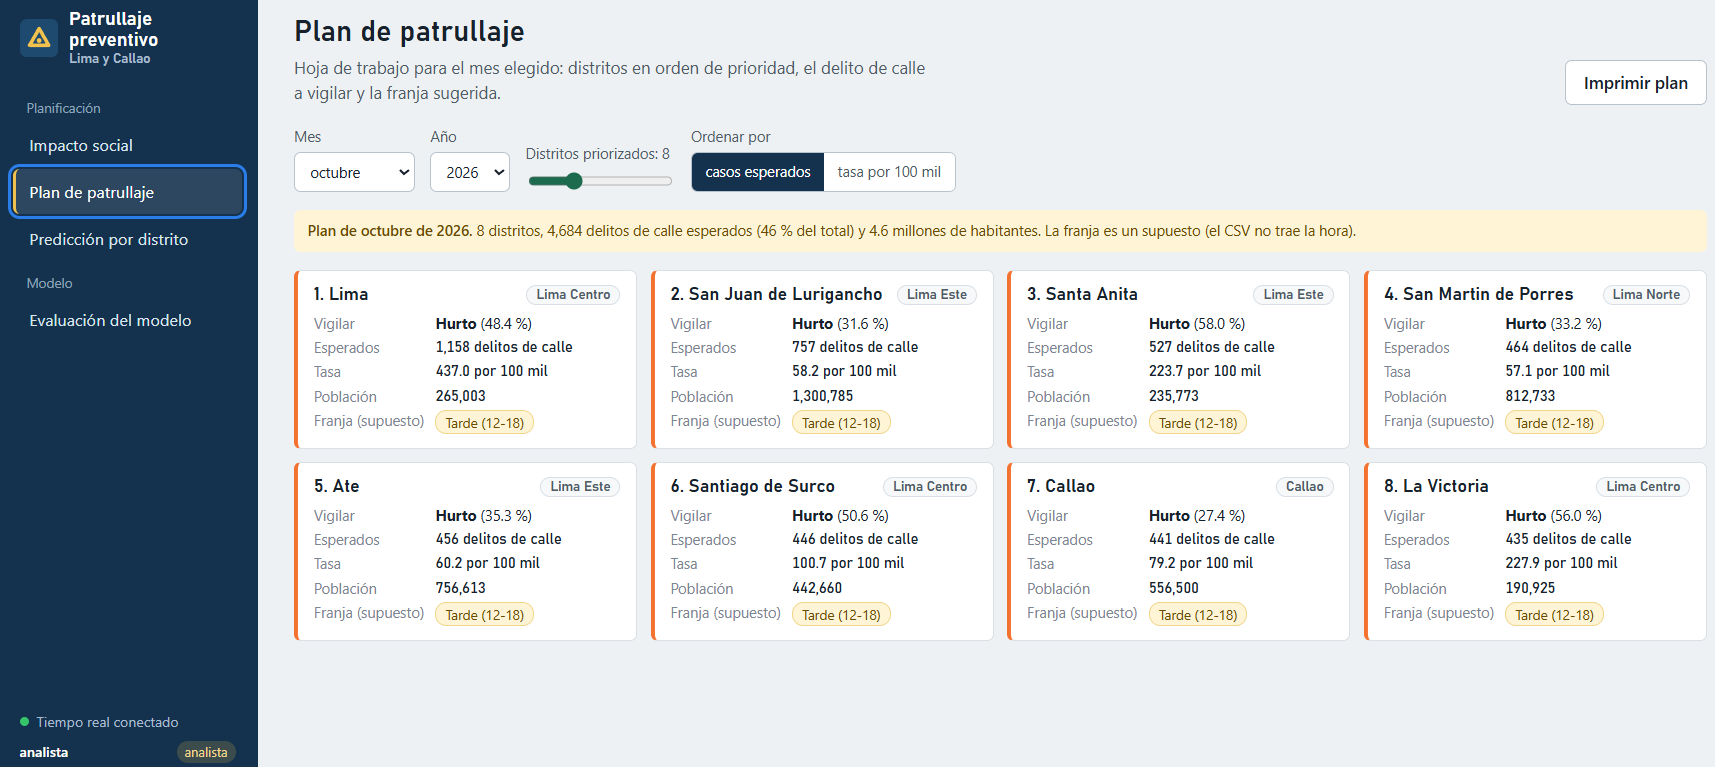 Patrullaje
preventivo
Lima y Callao
Planificación
Impacto social
Plan de patrullaje
Predicción por distrito
Modelo
Evaluación del modelo
Tiempo real conectado
analista analista
Plan de patrullaje
Hoja de trabajo para el mes elegido: distritos en orden de prioridad, el delito de calle
a vigilar y la franja sugerida.
Imprimir plan
Mes Año Distritos priorizados: 8 Ordenar por
octubre 2026 casos esperados tasa por 100 mil
Plan de octubre de 2026. 8 distritos, 4,684 delitos de calle esperados (46 % del total) y 4.6 millones de habitantes. La franja es un supuesto (el CSV no trae la hora).
1. Lima Lima Centro
Vigilar Hurto (48.4 %)
Esperados 1,158 delitos de calle
Tasa 437.0 por 100 mil
Población 265,003
Franja (supuesto) Tarde (12-18)
2. San Juan de Lurigancho Lima Este
Vigilar Hurto (31.6 %)
Esperados 757 delitos de calle
Tasa 58.2 por 100 mil
Población 1,300,785
Franja (supuesto) Tarde (12-18)
3. Santa Anita Lima Este
Vigilar Hurto (58.0 %)
Esperados 527 delitos de calle
Tasa 223.7 por 100 mil
Población 235,773
Franja (supuesto) Tarde (12-18)
4. San Martin de Porres Lima Norte
Vigilar Hurto (33.2 %)
Esperados 464 delitos de calle
Tasa 57.1 por 100 mil
Población 812,733
Franja (supuesto) Tarde (12-18)
5. Ate Lima Este
Vigilar Hurto (35.3 %)
Esperados 456 delitos de calle
Tasa 60.2 por 100 mil
Población 756,613
Franja (supuesto) Tarde (12-18)
6. Santiago de Surco Lima Centro
Vigilar Hurto (50.6 %)
Esperados 446 delitos de calle
Tasa 100.7 por 100 mil
Población 442,660
Franja (supuesto) Tarde (12-18)
7. Callao Callao
Vigilar Hurto (27.4 %)
Esperados 441 delitos de calle
Tasa 79.2 por 100 mil
Población 556,500
Franja (supuesto) Tarde (12-18)
8. La Victoria Lima Centro
Vigilar Hurto (56.0 %)
Esperados 435 delitos de calle
Tasa 227.9 por 100 mil
Población 190,925
Franja (supuesto) Tarde (12-18)